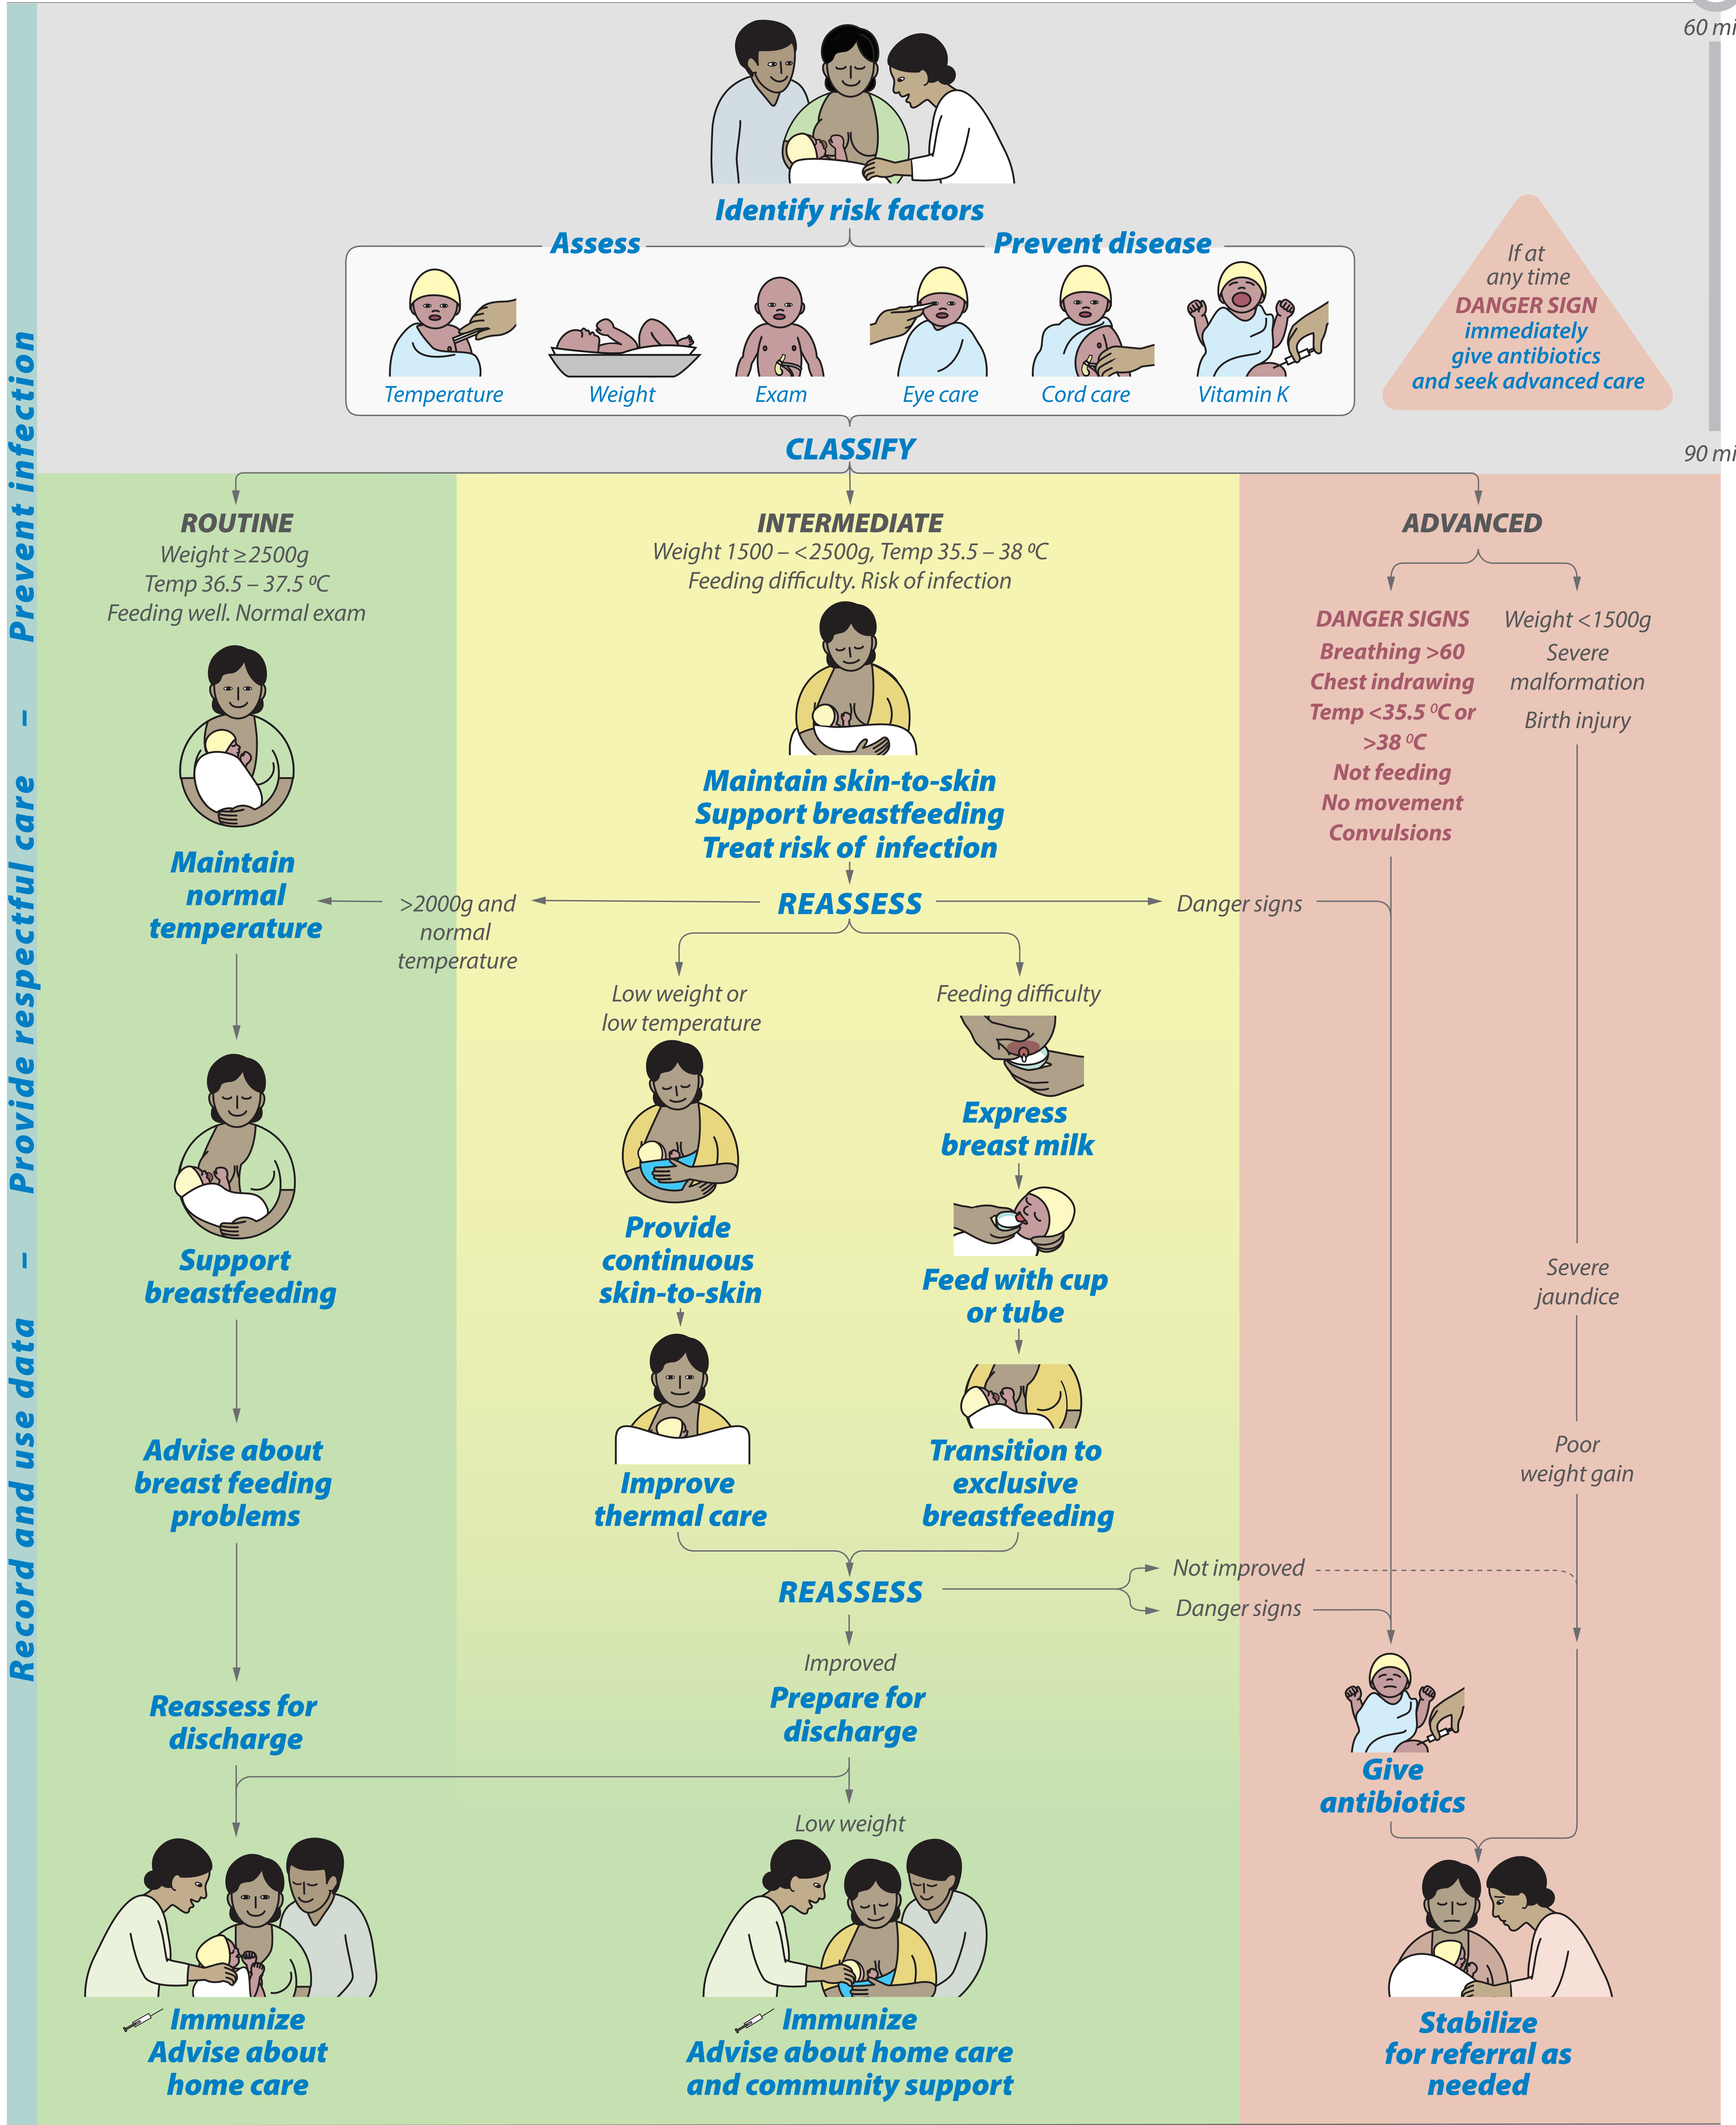 60 mi
Identify risk factors
Assess
Prevent disease
Temperature
Weight
Exam
Eye care
Cord care
Vitamin K
If at
any time
DANGER SIGN
immediately
give antibiotics
and seek advanced care
CLASSIFY
90 mi
Record and use data – Provide respectful care – Prevent infection
ROUTINE
Weight ≥2500g
Temp 36.5 – 37.5 ⁰C
Feeding well. Normal exam
Maintain
normal
temperature
Support
breastfeeding
Advise about
breast feeding
problems
Reassess for
discharge
Immunize
Advise about
home care
INTERMEDIATE
Weight 1500 – <2500g, Temp 35.5 – 38 ⁰C
Feeding difficulty. Risk of infection
Maintain skin-to-skin
Support breastfeeding
Treat risk of infection
REASSESS
>2000g and
normal
temperature
Danger signs
Low weight or
low temperature
Provide
continuous
skin-to-skin
Improve
thermal care
Feeding difficulty
Express
breast milk
Feed with cup
or tube
Transition to
exclusive
breastfeeding
REASSESS
Not improved
Danger signs
Improved
Prepare for
discharge
Low weight
Immunize
Advise about home care
and community support
ADVANCED
DANGER SIGNS
Breathing >60
Chest indrawing
Temp <35.5 ⁰C or
>38 ⁰C
Not feeding
No movement
Convulsions
Weight <1500g
Severe
malformation
Birth injury
Severe
jaundice
Poor
weight gain
Give
antibiotics
Stabilize
for referral as
needed